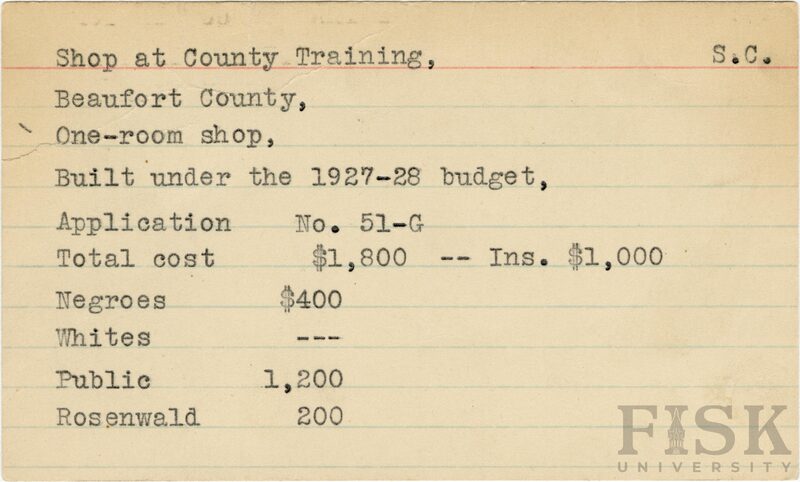 Shop at County Training, S.C.
Beaufort County,
One-room shop,
Built under the 1927-28 budget,
Application No. 51-G
Total cost $1,800 -- Ins. $1,000
Negroes $400
Whites ---
Public 1,200
Rosenwald 200
FISK
UNIVERSITY